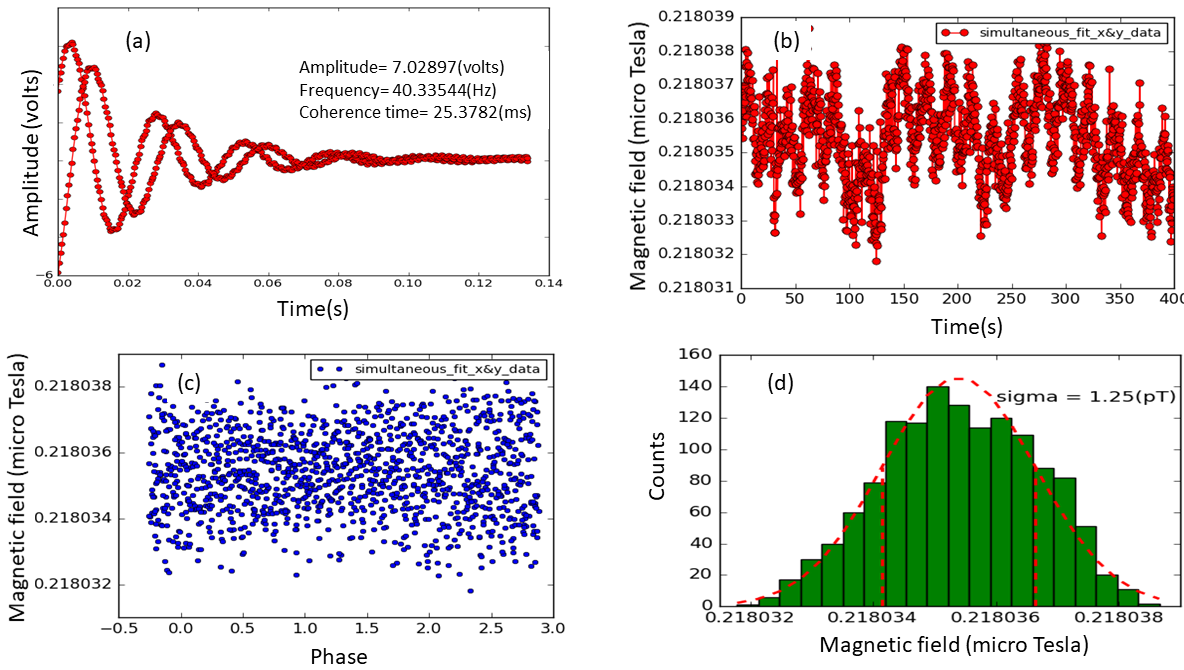 (a)
Amplitude= 7.02897(volts)
Frequency= 40.33544(Hz)
Coherence time= 25.3782(ms)
Amplitude (volts)
−6
0.00 0.02 0.04 0.06 0.08 0.10 0.12 0.14
Time(s)
(b)
simultaneous_fit_x&y_data
Magnetic field (micro Tesla)
0.218039
0.218038
0.218037
0.218036
0.218035
0.218034
0.218033
0.218032
0.218031
0 50 100 150 200 250 300 350 400
Time(s)
(c)
simultaneous_fit_x&y_data
Magnetic field (micro Tesla)
0.218038
0.218036
0.218034
0.218032
−0.5 0.0 0.5 1.0 1.5 2.0 2.5 3.0
Phase
(d)
sigma = 1.25(pT)
Counts
160
140
120
100
80
60
40
20
0
0.218032 0.218034 0.218036 0.218038
Magnetic field (micro Tesla)